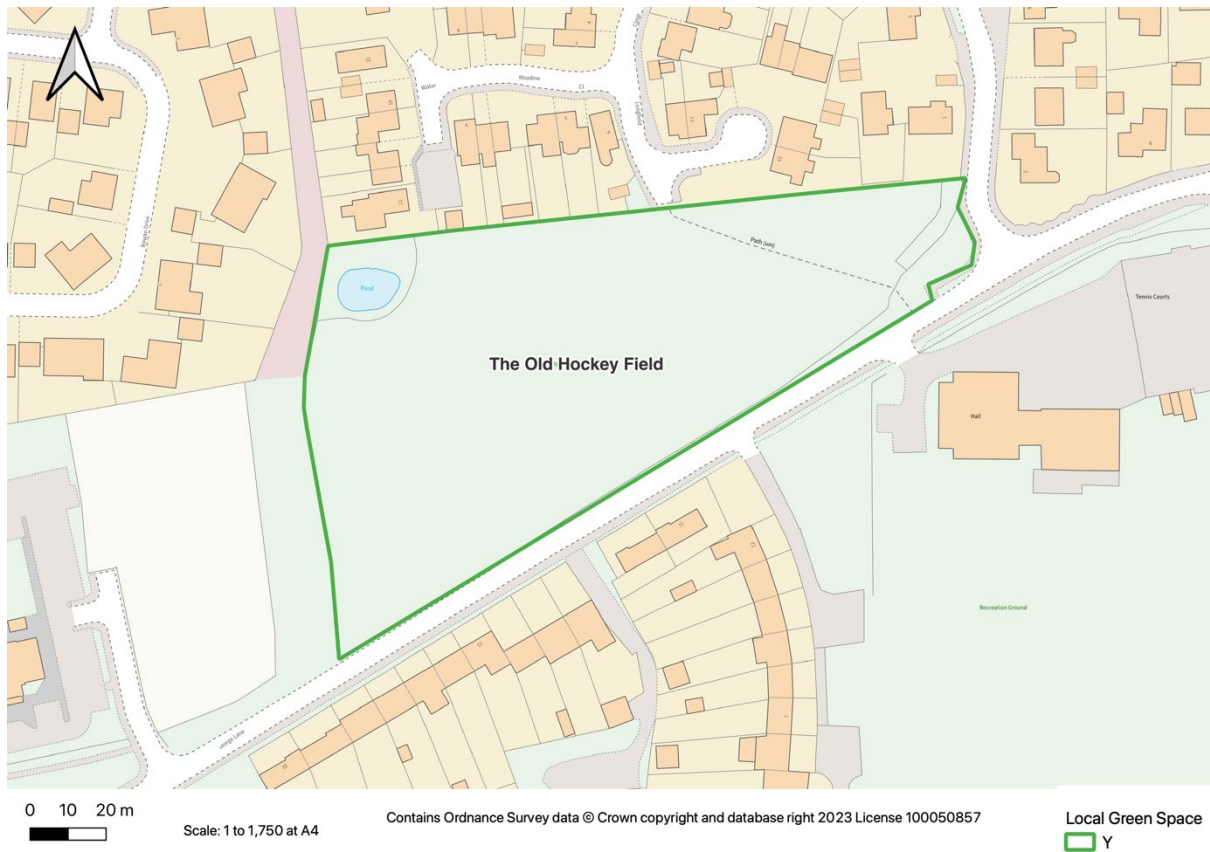 Water
Meadow
Cl
Longfield
Roslin Drive
Path (um)
Pond
The Old Hockey Field
Tennis Courts
Hall
Recreation Ground
0 10 20 m
Scale: 1 to 1,750 at A4
Contains Ordnance Survey data © Crown copyright and database right 2023 License 100050857
Local Green Space
Y